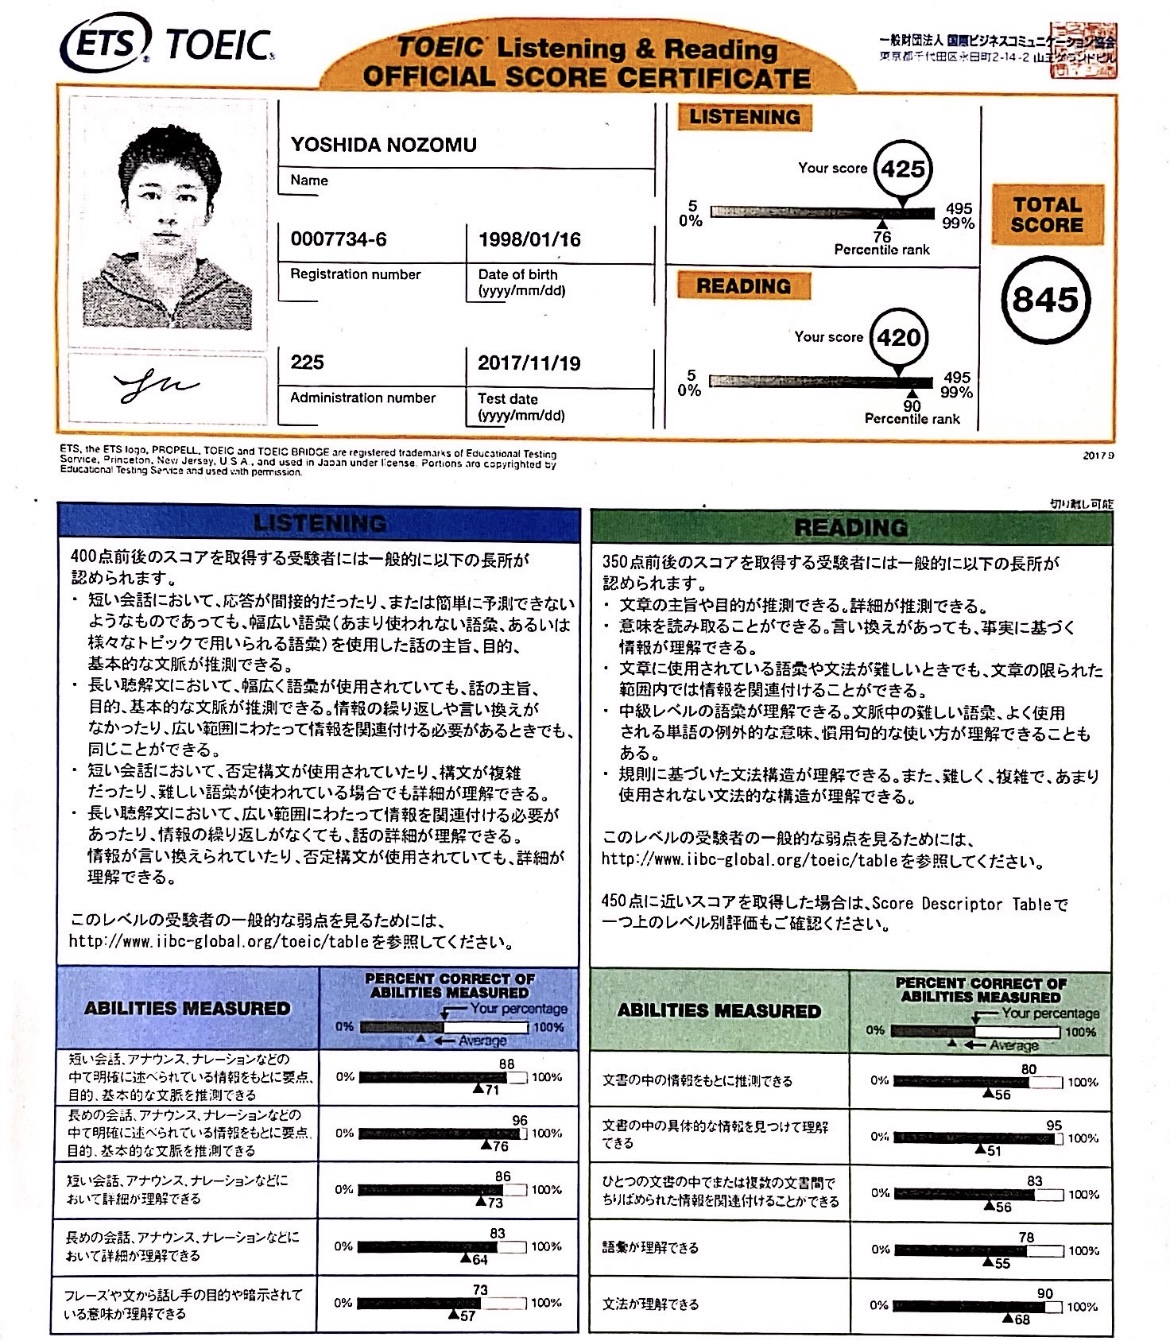 ETS TOEIC
TOEIC Listening & Reading
OFFICIAL SCORE CERTIFICATE
一般財団法人 国際ビジネスコミュニケーション協会
東京都千代田区永田町2-14-2 山王グランドビル
YOSHIDA NOZOMU
Name
0007734-6
Registration number
1998/01/16
Date of birth
(yyyy/mm/dd)
225
Administration number
2017/11/19
Test date
(yyyy/mm/dd)
LISTENING
Your score 425
5 495
0% 99%
76
Percentile rank
READING
Your score 420
5 495
0% 99%
90
Percentile rank
TOTAL
SCORE
845
ETS, the ETS logo, PROPELL, TOEIC and TOEIC BRIDGE are registered trademarks of Educational Testing
Service, Princeton, New Jersey, U.S.A., and used in Japan under license. Portions are copyrighted by
Educational Testing Service and used with permission.
2017.9
切り離し可能
LISTENING
400点前後のスコアを取得する受験者には一般的に以下の長所が
認められます。
・ 短い会話において、応答が間接的だったり、または簡単に予測できない
ようなものであっても、幅広い語彙(あまり使われない語彙、あるいは
様々なトピックで用いられる語彙)を使用した話の主旨、目的、
基本的な文脈が推測できる。
・ 長い聴解文において、幅広く語彙が使用されていても、話の主旨、
目的、基本的な文脈が推測できる。情報の繰り返しや言い換えが
なかったり、広い範囲にわたって情報を関連付ける必要があるときでも、
同じことができる。
・ 短い会話において、否定構文が使用されていたり、構文が複雑
だったり、難しい語彙が使われている場合でも詳細が理解できる。
・ 長い聴解文において、広い範囲にわたって情報を関連付ける必要が
あったり、情報の繰り返しがなくても、話の詳細が理解できる。
情報が言い換えられていたり、否定構文が使用されていても、詳細が
理解できる。
このレベルの受験者の一般的な弱点を見るためには、
http://www.iibc-global.org/toeic/tableを参照してください。
ABILITIES MEASURED
PERCENT CORRECT OF
ABILITIES MEASURED
Your percentage
0% 100%
Average
短い会話、アナウンス、ナレーションなどの
中で明確に述べられている情報をもとに要点、
目的、基本的な文脈を推測できる
88
0% 100%
71
長めの会話、アナウンス、ナレーションなどの
中で明確に述べられている情報をもとに要点、
目的、基本的な文脈を推測できる
96
0% 100%
76
短い会話、アナウンス、ナレーションなどに
おいて詳細が理解できる
86
0% 100%
73
長めの会話、アナウンス、ナレーションなどに
おいて詳細が理解できる
83
0% 100%
64
フレーズや文から話し手の目的や暗示されて
いる意味が理解できる
73
0% 100%
57
READING
350点前後のスコアを取得する受験者には一般的に以下の長所が
認められます。
・ 文章の主旨や目的が推測できる。詳細が推測できる。
・ 意味を読み取ることができる。言い換えがあっても、事実に基づく
情報が理解できる。
・ 文章に使用されている語彙や文法が難しいときでも、文章の限られた
範囲内では情報を関連付けることができる。
・ 中級レベルの語彙が理解できる。文脈中の難しい語彙、よく使用
される単語の例外的な意味、慣用句的な使い方が理解できることも
ある。
・ 規則に基づいた文法構造が理解できる。また、難しく、複雑で、あまり
使用されない文法的な構造が理解できる。
このレベルの受験者の一般的な弱点を見るためには、
http://www.iibc-global.org/toeic/tableを参照してください。
450点に近いスコアを取得した場合は、Score Descriptor Tableで
一つ上のレベル別評価もご確認ください。
ABILITIES MEASURED
PERCENT CORRECT OF
ABILITIES MEASURED
Your percentage
0% 100%
Average
文書の中の情報をもとに推測できる
80
0% 100%
56
文書の中の具体的な情報を見つけて理解
できる
95
0% 100%
51
ひとつの文書の中でまたは複数の文書間で
ちりばめられた情報を関連付けることができる
83
0% 100%
56
語彙が理解できる
78
0% 100%
55
文法が理解できる
90
0% 100%
68